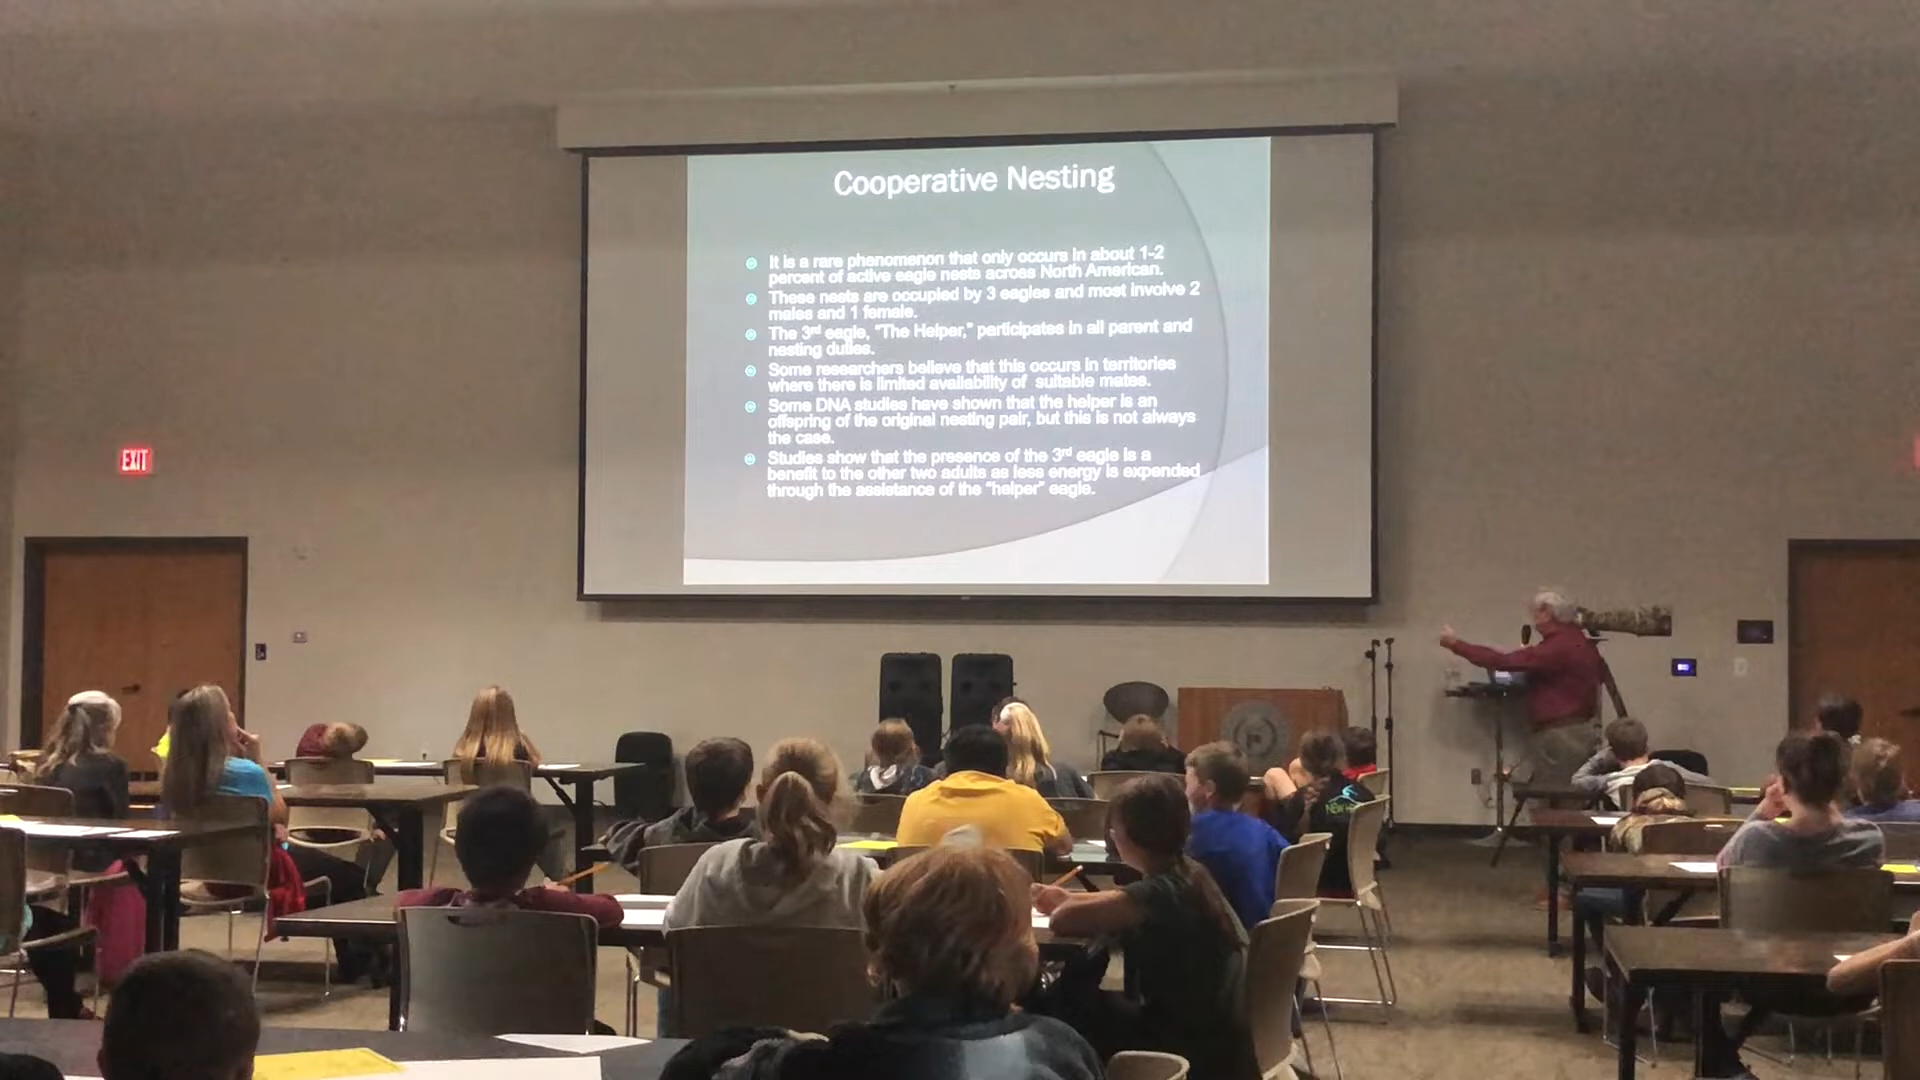 Cooperative Nesting
It is a rare phenomenon that only occurs in about 1-2
percent of active eagle nests across North American.
These nests are occupied by 3 eagles and most involve 2
males and 1 female.
The 3rd eagle, "The Helper," participates in all parent and
nesting duties.
Some researchers believe that this occurs in territories
where there is limited availability of suitable mates.
Some DNA studies have shown that the helper is an
offspring of the original nesting pair, but this is not always
the case.
Studies show that the presence of the 3rd eagle is a
benefit to the other two adults as less energy is expended
through the assistance of the "helper" eagle.
EXIT